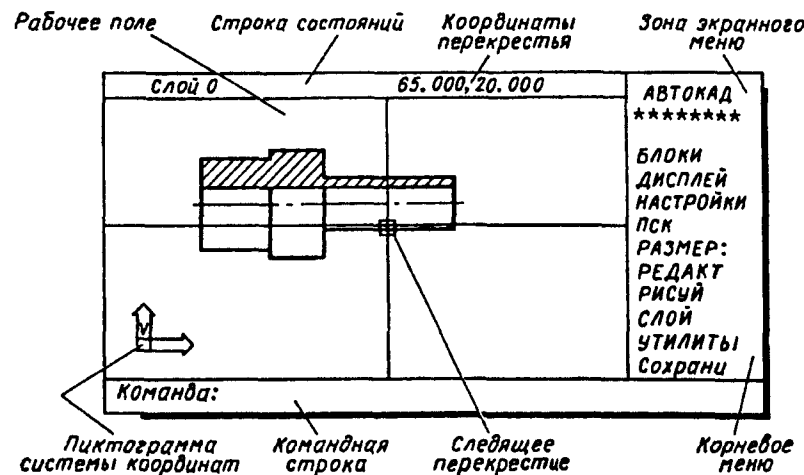 Рабочее поле
Строка состояний
Координаты
перекрестья
Зона экранного
меню
Слой 0
65.000,20.000
АВТОКАД
********
БЛОКИ
ДИСПЛЕЙ
НАСТРОЙКИ
ПСК
РАЗМЕР:
РЕДАКТ
РИСУЙ
СЛОЙ
УТИЛИТЫ
Сохрани
Команда:
Пиктограмма
системы координат
Командная
строка
Следящее
перекрестие
Корневое
меню